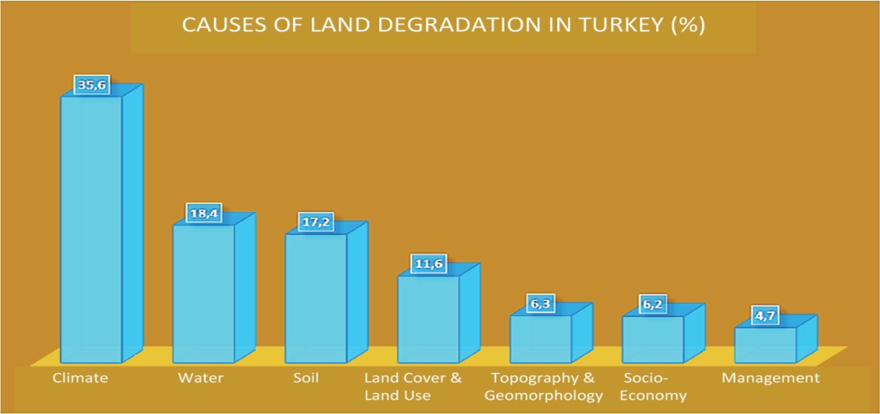 CAUSES OF LAND DEGRADATION IN TURKEY (%)
35,6
18,4
17,2
11,6
6,3
6,2
4,7
Climate
Water
Soil
Land Cover &
Land Use
Topography &
Geomorphology
Socio-
Economy
Management